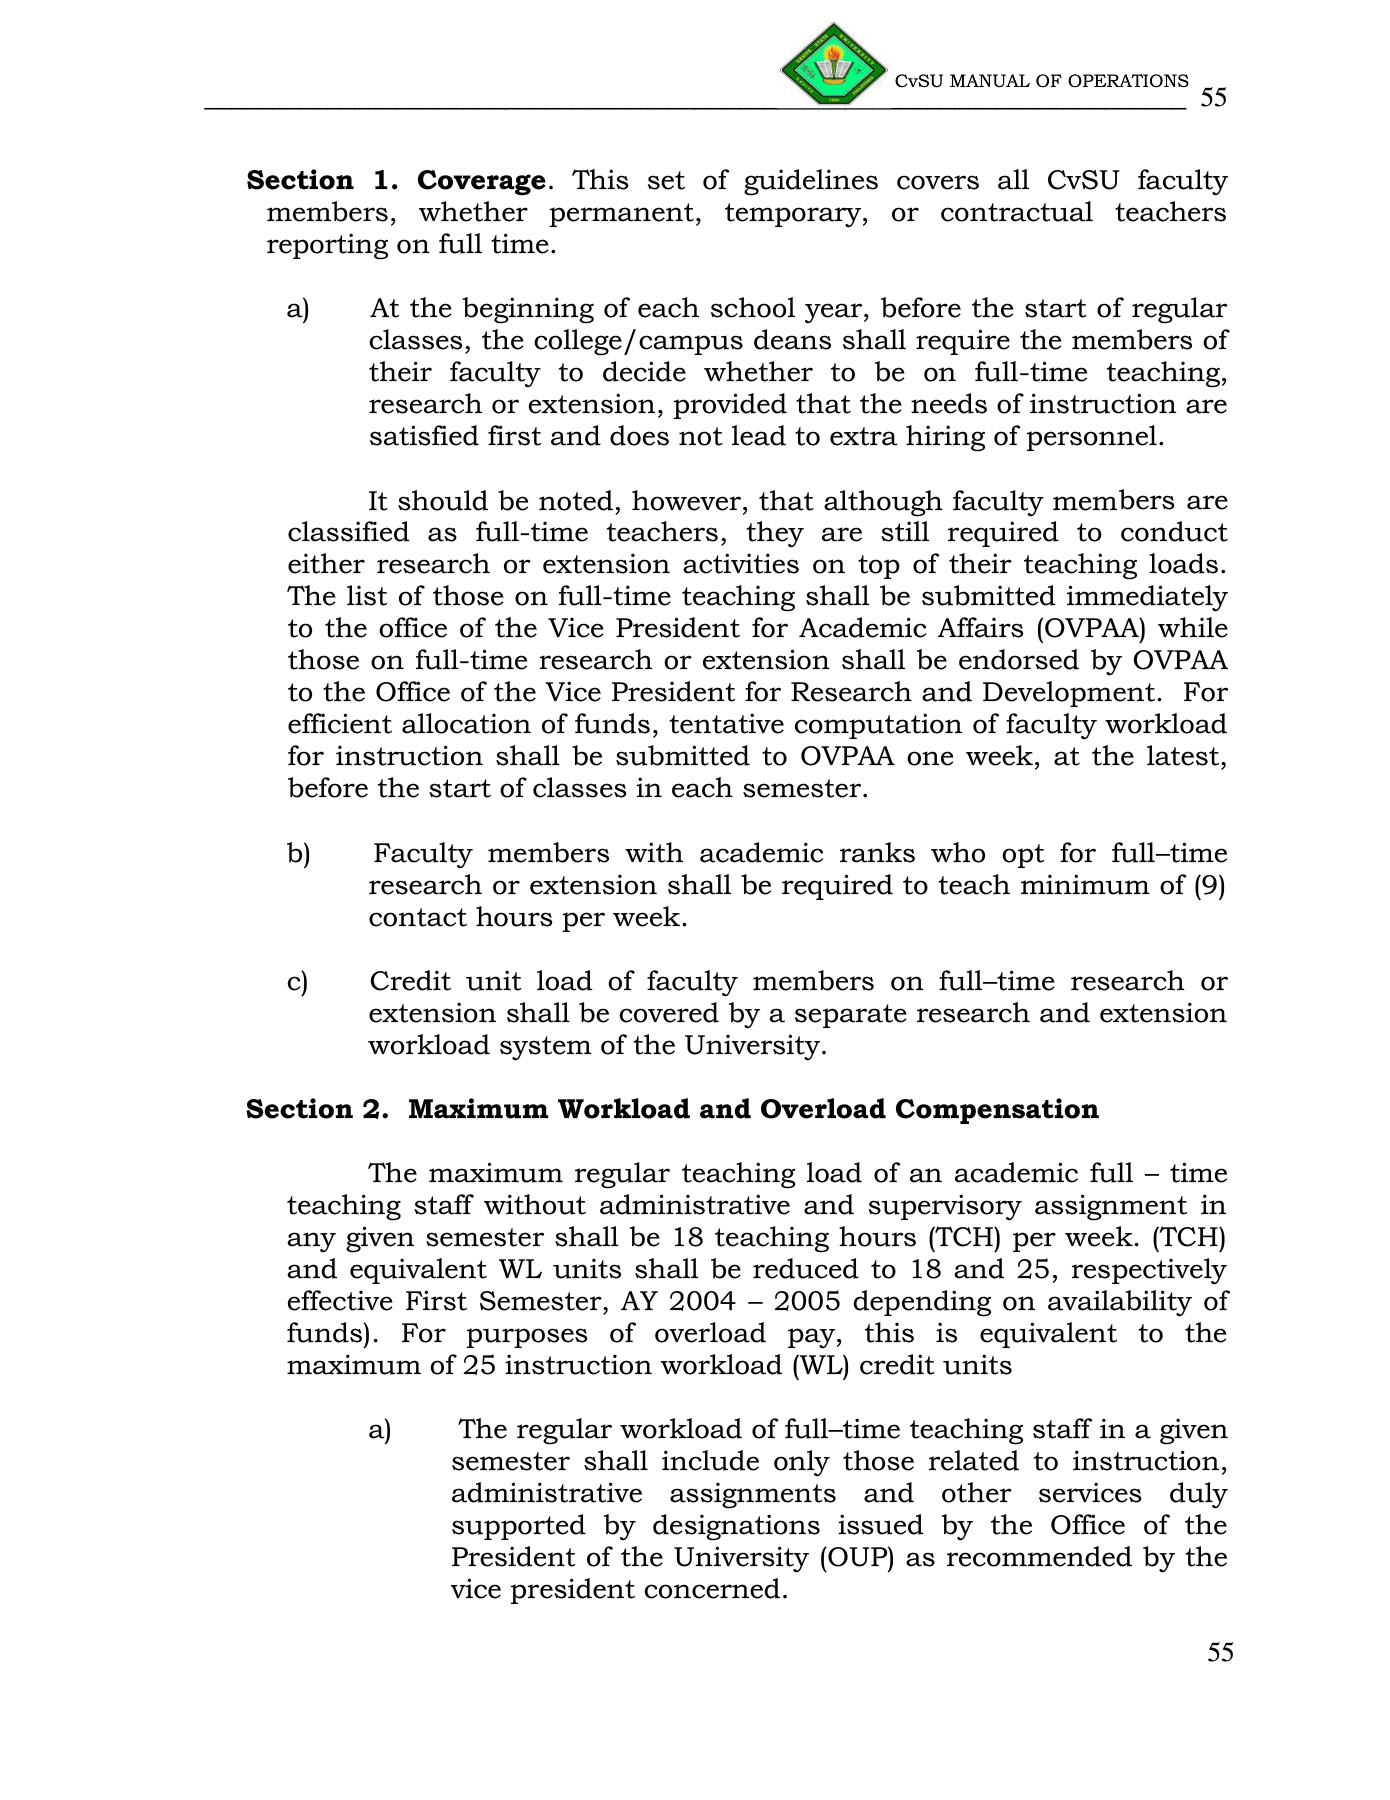 CvSU MANUAL OF OPERATIONS 55
Section 1. Coverage. This set of guidelines covers all CvSU faculty
members, whether permanent, temporary, or contractual teachers
reporting on full time.
a) At the beginning of each school year, before the start of regular
classes, the college/campus deans shall require the members of
their faculty to decide whether to be on full-time teaching,
research or extension, provided that the needs of instruction are
satisfied first and does not lead to extra hiring of personnel.
It should be noted, however, that although faculty members are
classified as full-time teachers, they are still required to conduct
either research or extension activities on top of their teaching loads.
The list of those on full-time teaching shall be submitted immediately
to the office of the Vice President for Academic Affairs (OVPAA) while
those on full-time research or extension shall be endorsed by OVPAA
to the Office of the Vice President for Research and Development. For
efficient allocation of funds, tentative computation of faculty workload
for instruction shall be submitted to OVPAA one week, at the latest,
before the start of classes in each semester.
b) Faculty members with academic ranks who opt for full–time
research or extension shall be required to teach minimum of (9)
contact hours per week.
c) Credit unit load of faculty members on full–time research or
extension shall be covered by a separate research and extension
workload system of the University.
Section 2. Maximum Workload and Overload Compensation
The maximum regular teaching load of an academic full – time
teaching staff without administrative and supervisory assignment in
any given semester shall be 18 teaching hours (TCH) per week. (TCH)
and equivalent WL units shall be reduced to 18 and 25, respectively
effective First Semester, AY 2004 – 2005 depending on availability of
funds). For purposes of overload pay, this is equivalent to the
maximum of 25 instruction workload (WL) credit units
a) The regular workload of full–time teaching staff in a given
semester shall include only those related to instruction,
administrative assignments and other services duly
supported by designations issued by the Office of the
President of the University (OUP) as recommended by the
vice president concerned.
55